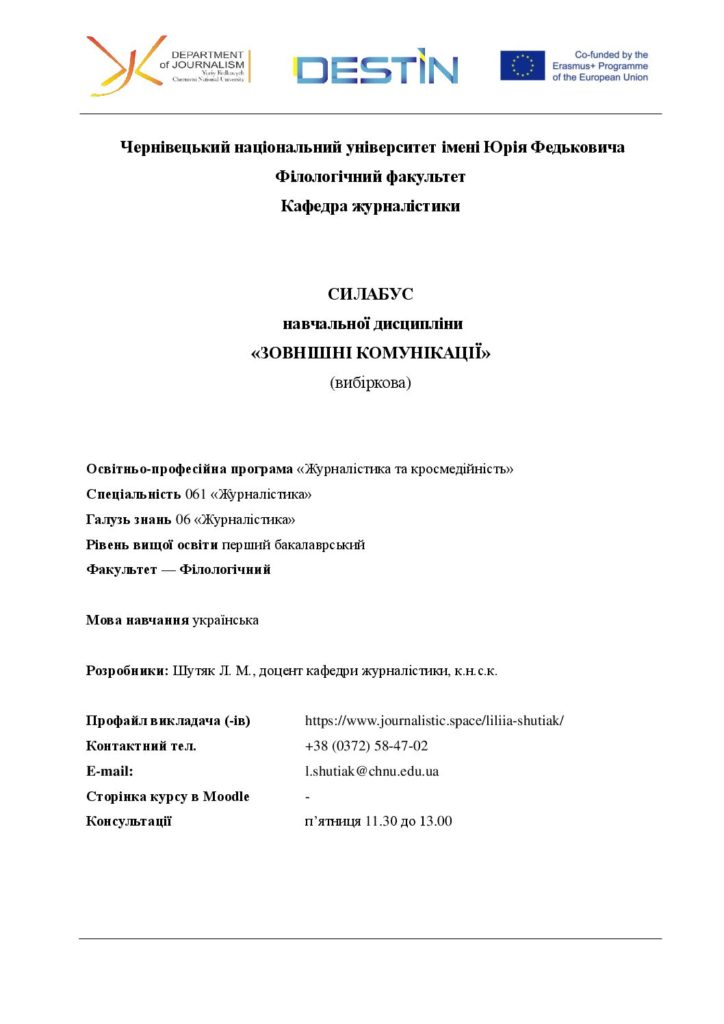 DEPARTMENT
of JOURNALISM
Yuriy Fedkovych
Chernivtsi National University
DESTIN
Co-funded by the
Erasmus+ Programme
of the European Union
Чернівецький національний університет імені Юрія Федьковича
Філологічний факультет
Кафедра журналістики
СИЛАБУС
навчальної дисципліни
«ЗОВНІШНІ КОМУНІКАЦІЇ»
(вибіркова)
Освітньо-професійна програма «Журналістика та кросмедійність»
Спеціальність 061 «Журналістика»
Галузь знань 06 «Журналістика»
Рівень вищої освіти перший бакалаврський
Факультет — Філологічний
Мова навчання українська
Розробники: Шутяк Л. М., доцент кафедри журналістики, к.н.с.к.
Профайл викладача (-ів) https://www.journalistic.space/liliia-shutiak/
Контактний тел. +38 (0372) 58-47-02
E-mail: l.shutiak@chnu.edu.ua
Сторінка курсу в Moodle -
Консультації п’ятниця 11.30 до 13.00